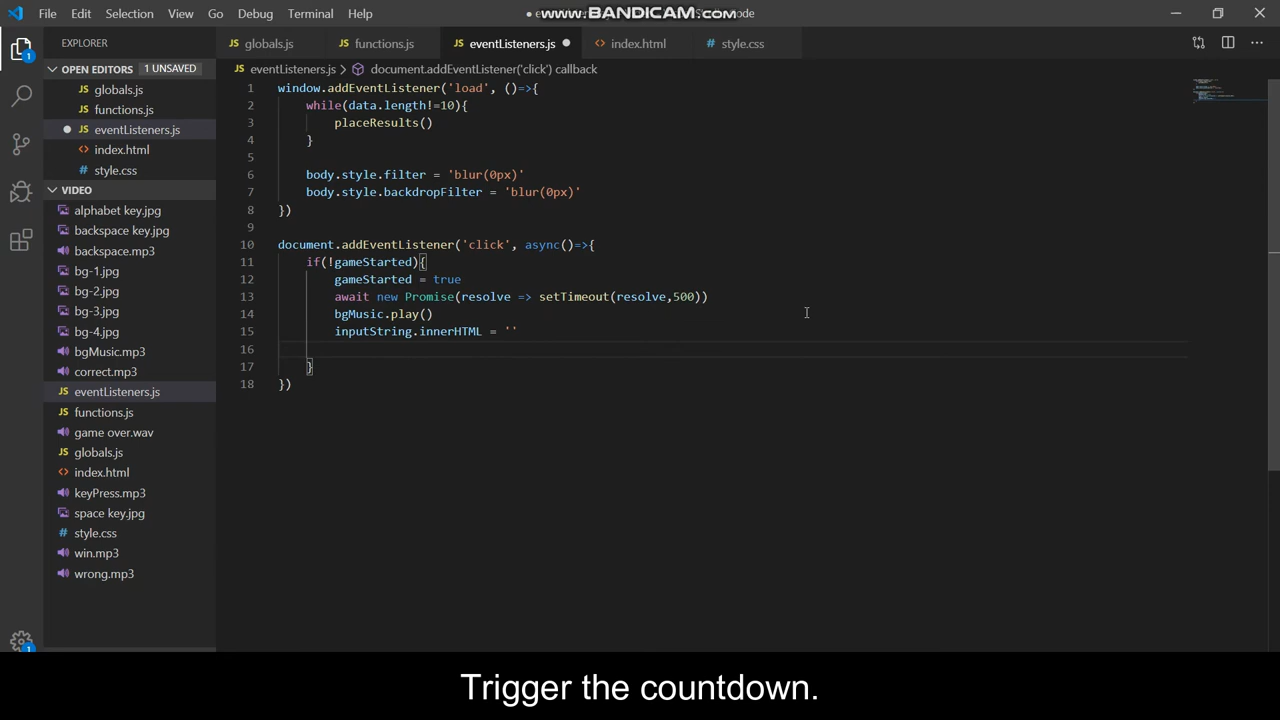 File Edit Selection View Go Debug Terminal Help
www.BANDICAM.com
EXPLORER
globals.js
functions.js
eventListeners.js
index.html
style.css
OPEN EDITORS 1 UNSAVED
globals.js
functions.js
eventListeners.js
index.html
style.css
VIDEO
alphabet key.jpg
backspace key.jpg
backspace.mp3
bg-1.jpg
bg-2.jpg
bg-3.jpg
bg-4.jpg
bgMusic.mp3
correct.mp3
eventListeners.js
functions.js
game over.wav
globals.js
index.html
keyPress.mp3
space key.jpg
style.css
win.mp3
wrong.mp3
1
1
eventListeners.js > document.addEventListener('click') callback
1 window.addEventListener('load', ()=>{
2 while(data.length!=10){
3 placeResults()
4 }
5
6 body.style.filter = 'blur(0px)'
7 body.style.backdropFilter = 'blur(0px)'
8 })
9
10 document.addEventListener('click', async()=>{
11 if(!gameStarted){
12 gameStarted = true
13 await new Promise(resolve => setTimeout(resolve,500))
14 bgMusic.play()
15 inputString.innerHTML = ''
16
17 }
18 })
Trigger the countdown.